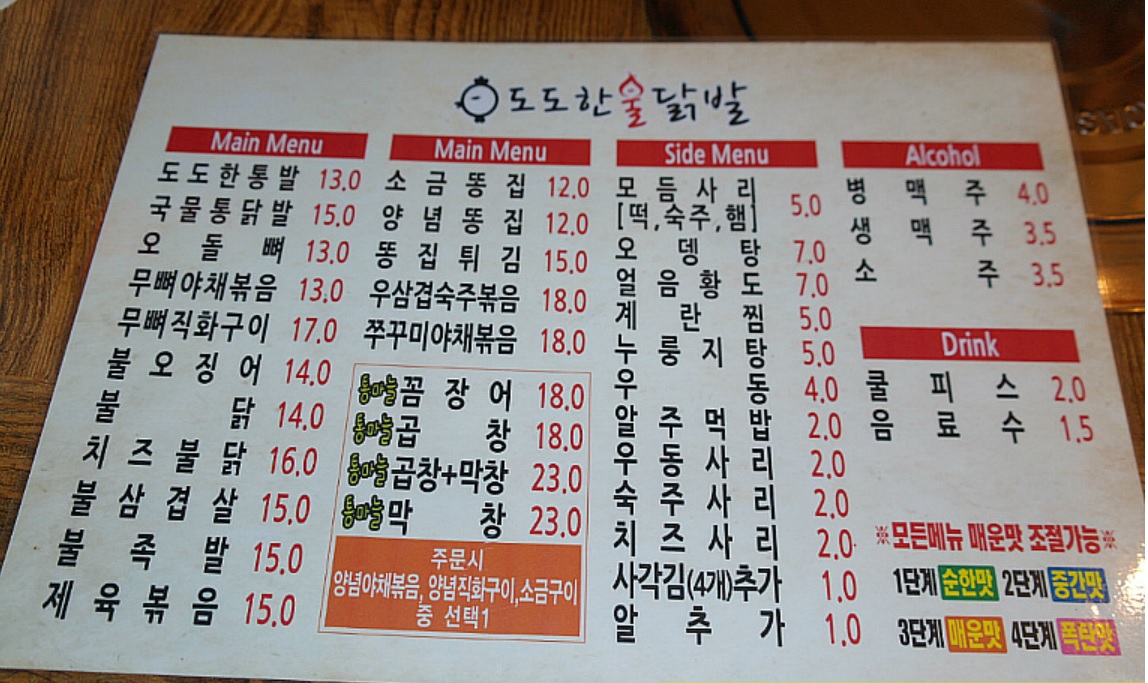 도도한불닭발
Main Menu
도도한통발 13.0
국물통닭발 15.0
오돌뼈 13.0
무뼈야채볶음 13.0
무뼈직화구이 17.0
불오징어 14.0
불닭 14.0
치즈불닭 16.0
불삼겹살 15.0
불족발 15.0
제육볶음 15.0
Main Menu
소금똥집 12.0
양념똥집 12.0
똥집튀김 15.0
우삼겹숙주볶음 18.0
쭈꾸미야채볶음 18.0
통마늘 꼼장어 18.0
통마늘 곱창 18.0
통마늘 곱창+막창 23.0
통마늘 막창 23.0
주문시
양념야채볶음, 양념직화구이,소금구이
중 선택1
Side Menu
모듬사리
[떡,숙주,햄] 5.0
오뎅탕 7.0
얼음황도 7.0
계란찜 5.0
누룽지탕 5.0
우동 4.0
알주먹밥 2.0
우동사리 2.0
숙주사리 2.0
치즈사리 2.0
사각김(4개)추가 1.0
알추가 1.0
Alcohol
병맥주 4.0
생맥주 3.5
소주 3.5
Drink
쿨피스 2.0
음료수 1.5
※모든메뉴 매운맛 조절가능※
1단계 순한맛 2단계 중간맛
3단계 매운맛 4단계 폭탄맛